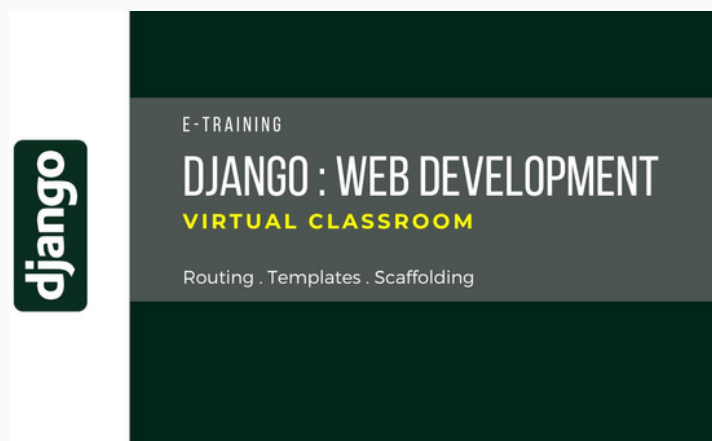 django
E-TRAINING
DJANGO : WEB DEVELOPMENT
VIRTUAL CLASSROOM
Routing . Templates . Scaffolding